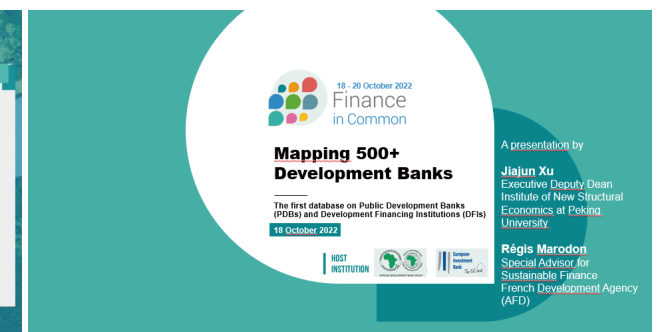 18 - 20 October 2022
Finance
in Common
Mapping 500+
Development Banks
The first database on Public Development Banks
(PDBs) and Development Financing Institutions (DFIs)
18 October 2022
HOST
INSTITUTION
European
Investment
Bank
A presentation by
Jiajun Xu
Executive Deputy Dean
Institute of New Structural
Economics at Peking
University
Régis Marodon
Special Advisor for
Sustainable Finance
French Development Agency
(AFD)